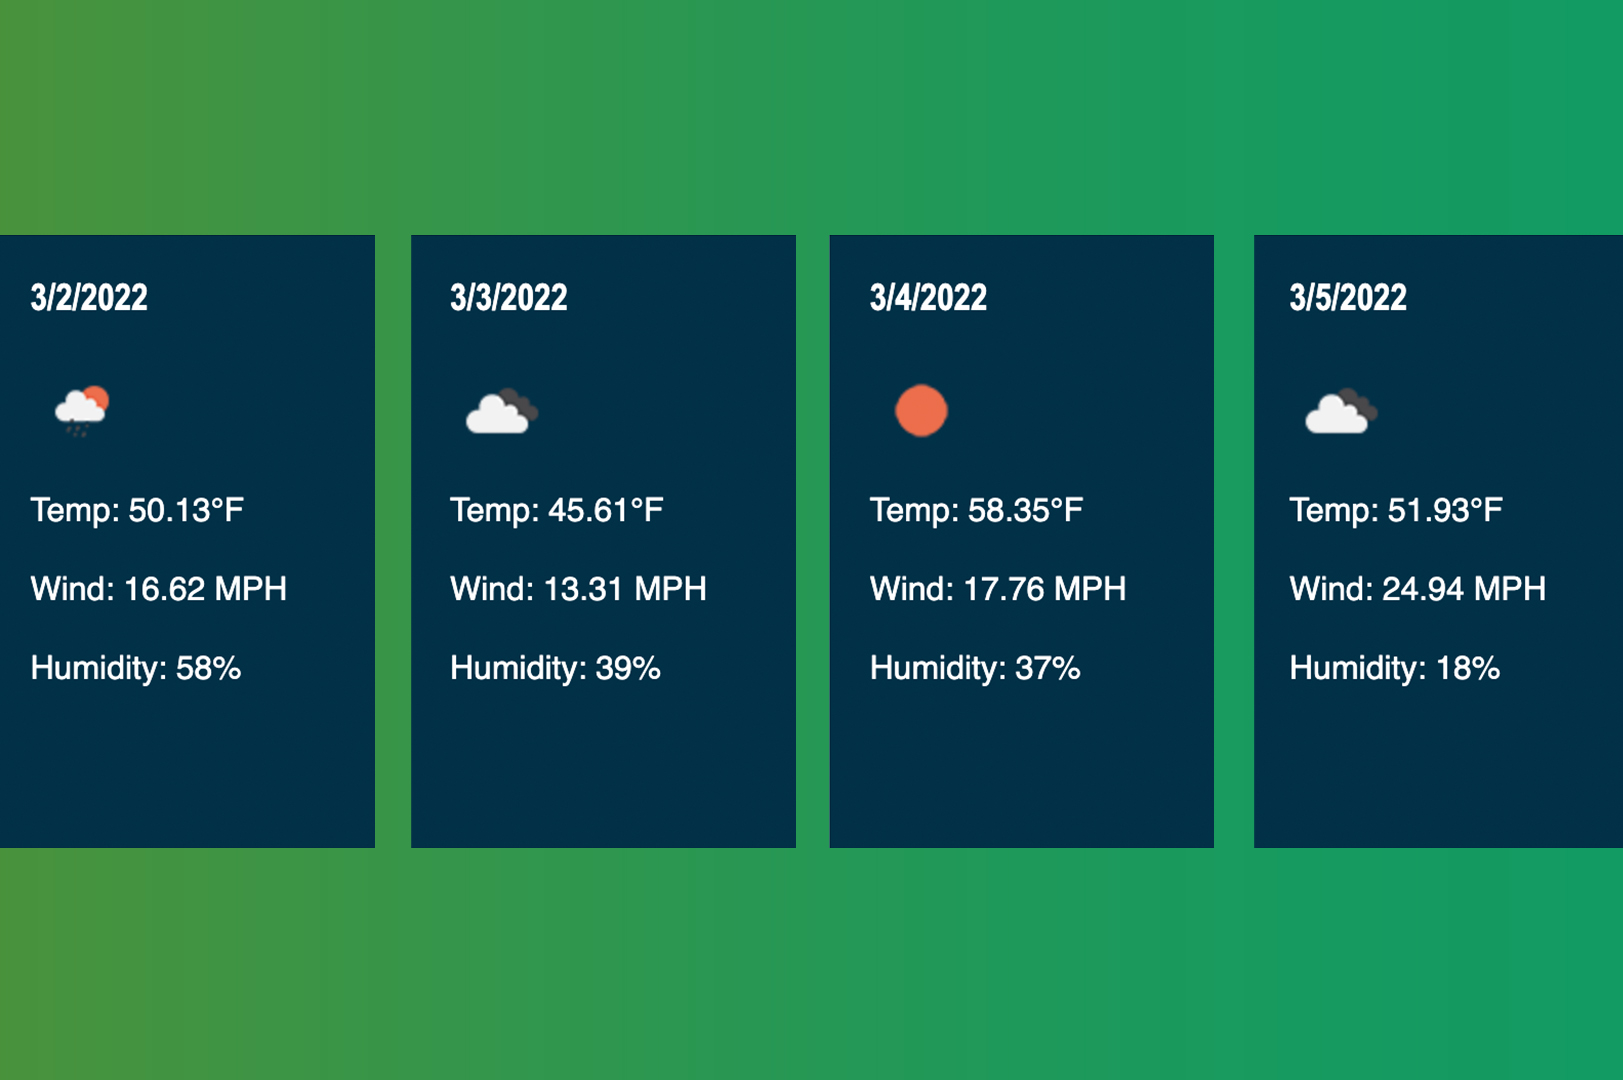 3/2/2022
Temp: 50.13°F
Wind: 16.62 MPH
Humidity: 58%
3/3/2022
Temp: 45.61°F
Wind: 13.31 MPH
Humidity: 39%
3/4/2022
Temp: 58.35°F
Wind: 17.76 MPH
Humidity: 37%
3/5/2022
Temp: 51.93°F
Wind: 24.94 MPH
Humidity: 18%